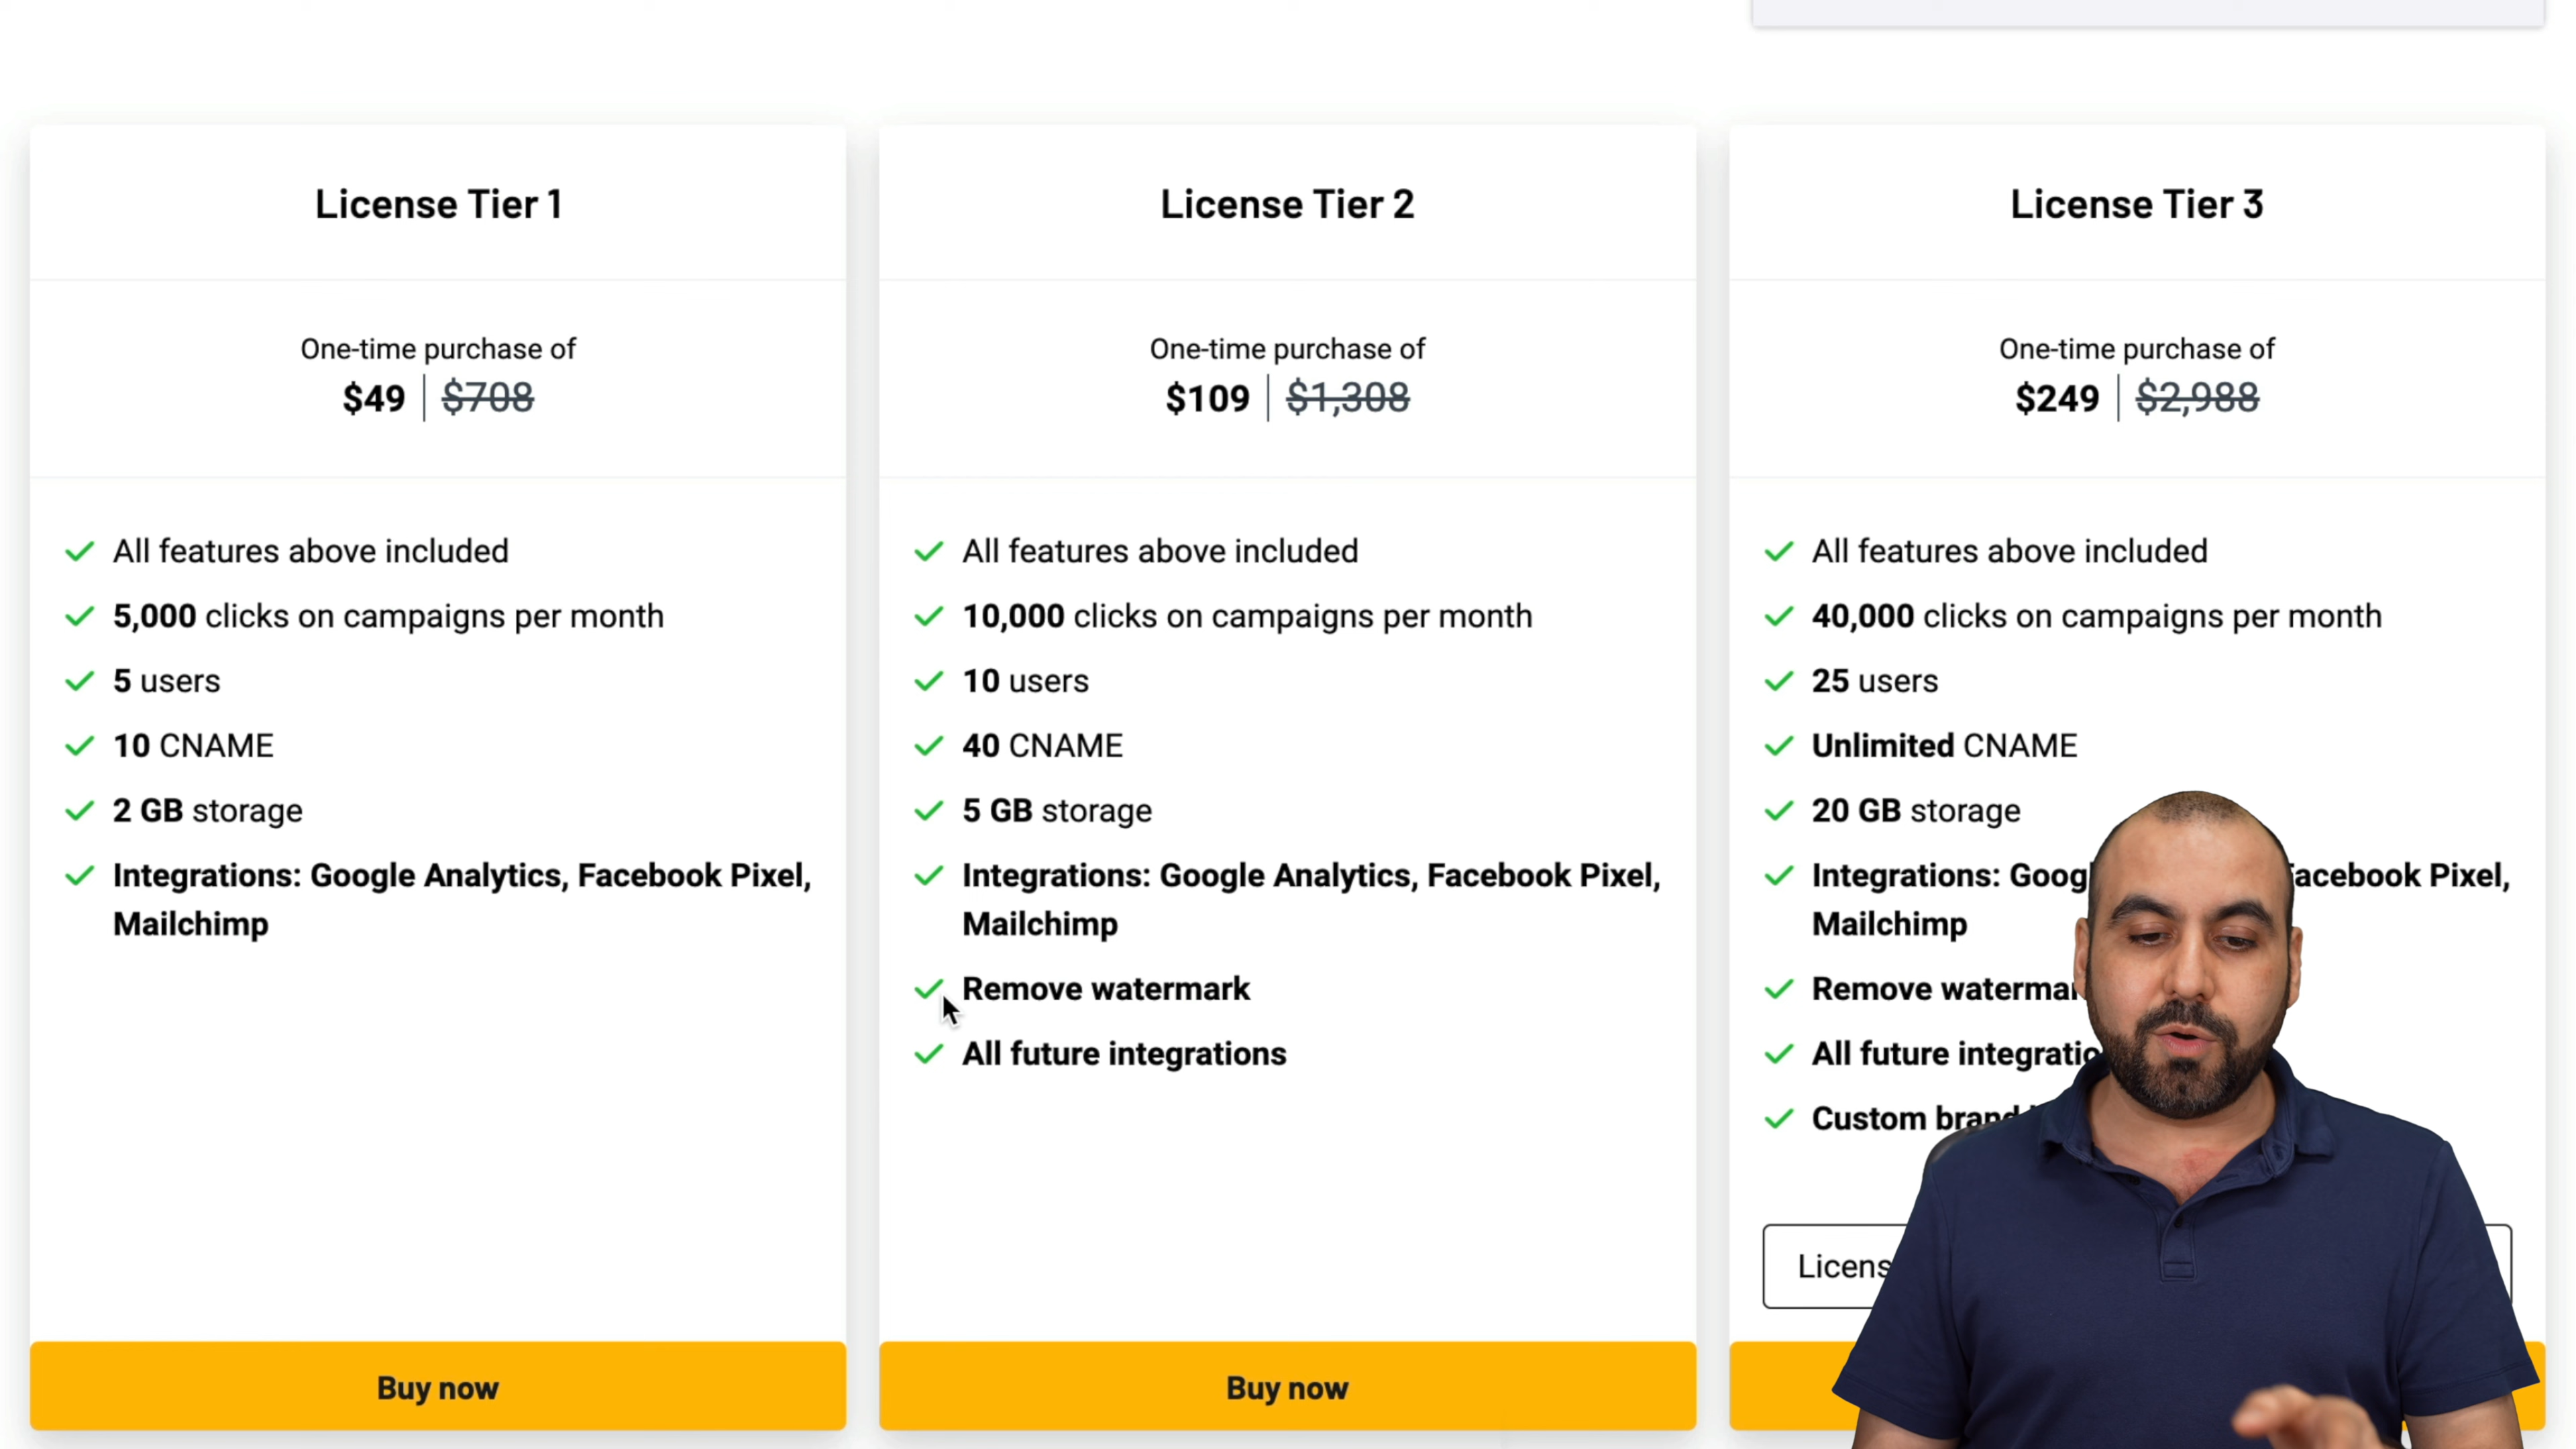 License Tier 1
One-time purchase of
$49 | $708
All features above included
5,000 clicks on campaigns per month
5 users
10 CNAME
2 GB storage
Integrations: Google Analytics, Facebook Pixel,
Mailchimp
Buy now
License Tier 2
One-time purchase of
$109 | $1,308
All features above included
10,000 clicks on campaigns per month
10 users
40 CNAME
5 GB storage
Integrations: Google Analytics, Facebook Pixel,
Mailchimp
Remove watermark
All future integrations
Buy now
License Tier 3
One-time purchase of
$249 | $2,988
All features above included
40,000 clicks on campaigns per month
25 users
Unlimited CNAME
20 GB storage
Integrations: Pixel,
Mailchimp
Remove
All future
Custom